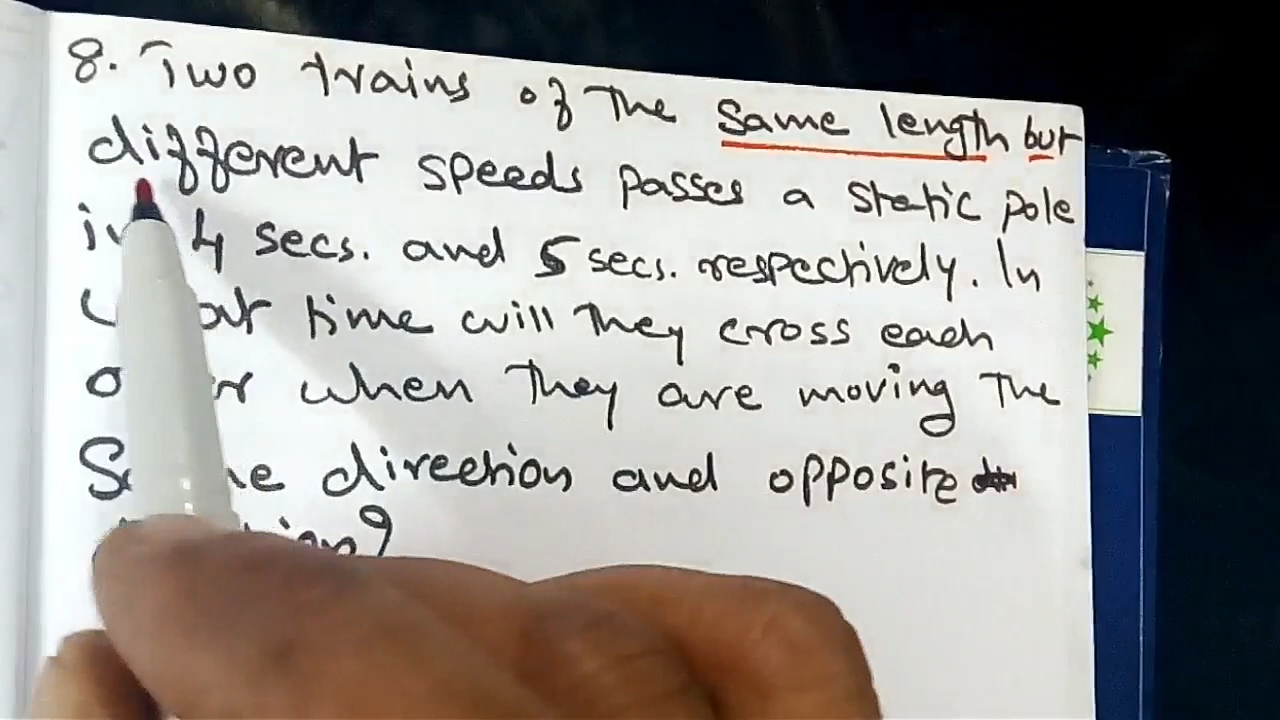 8. Two trains of the same length but
different speeds passes a static pole
4 secs. and 5 secs. respectively. In
time will they cross each
when they are moving the
direction and opposite